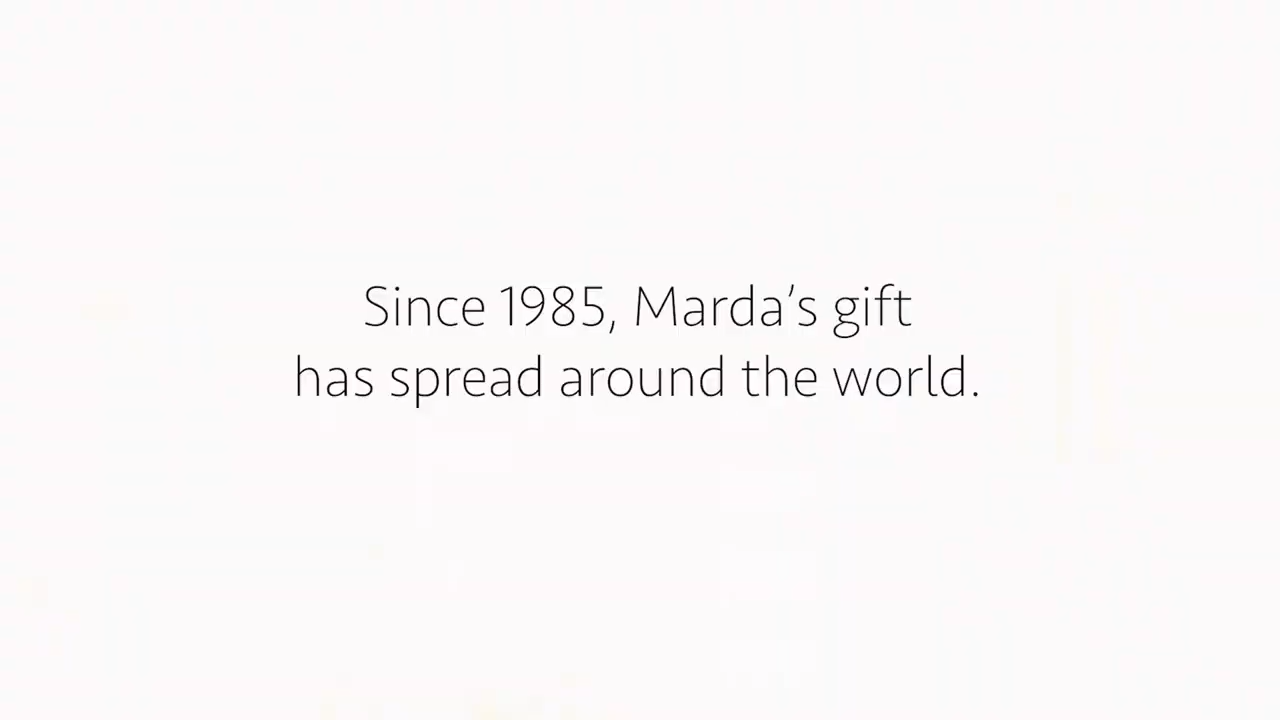 Since 1985, Marda’s gift
has spread around the world.